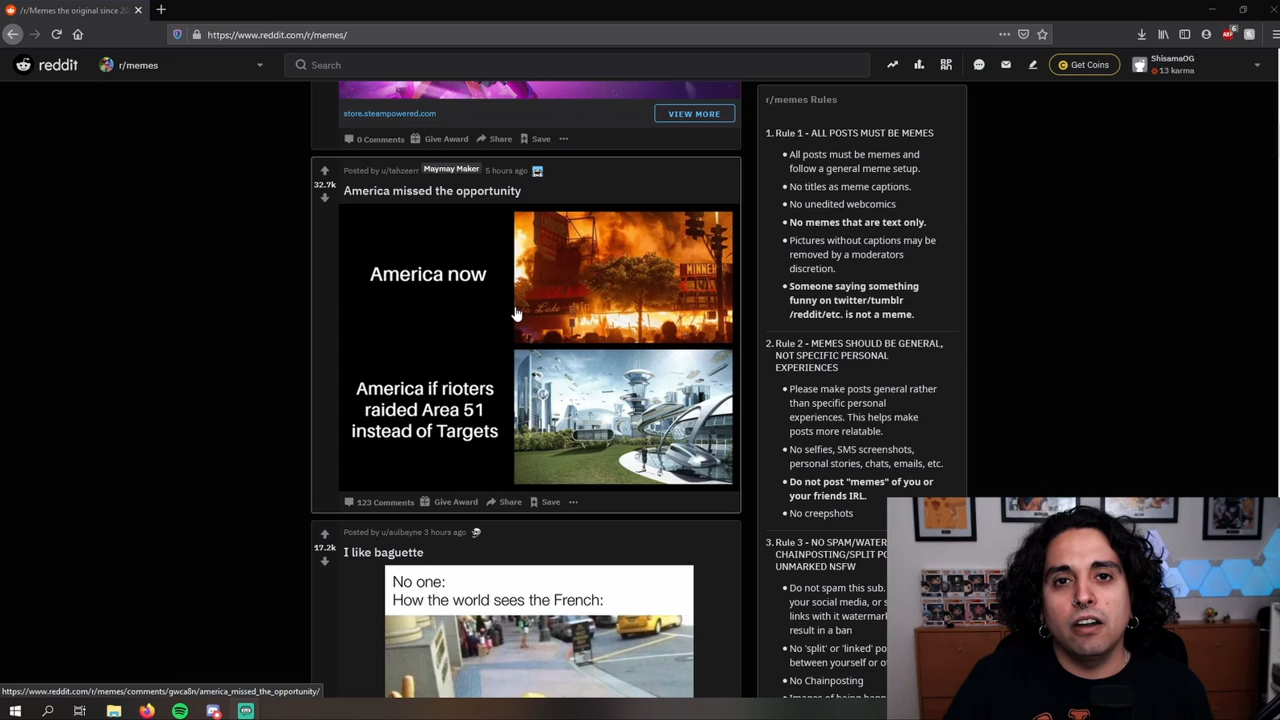 /r/Memes the original since 20
https://www.reddit.com/r/memes/
6
reddit
r/memes
Search
Get Coins
ShisamaOG
13 karma
store.steampowered.com
VIEW MORE
0 Comments
Give Award
Share
Save
Posted by u/tahzeerr
Maymay Maker
5 hours ago
32.7k
America missed the opportunity
America now
America if rioters
raided Area 51
instead of Targets
MINNEH
123 Comments
Give Award
Share
Save
Posted by u/aulbayne 3 hours ago
17.2k
I like baguette
No one:
How the world sees the French:
r/memes Rules
1. Rule 1 - ALL POSTS MUST BE MEMES
All posts must be memes and
follow a general meme setup.
No titles as meme captions.
No unedited webcomics
No memes that are text only.
Pictures without captions may be
removed by a moderators
discretion.
Someone saying something
funny on twitter/tumblr
/reddit/etc. is not a meme.
2. Rule 2 - MEMES SHOULD BE GENERAL,
NOT SPECIFIC PERSONAL
EXPERIENCES
Please make posts general rather
than specific personal
experiences. This helps make
posts more relatable.
No selfies, SMS screenshots,
personal stories, chats, emails, etc.
Do not post "memes" of you or
your friends IRL.
No creepshots
3. Rule 3 - NO SPAM/WATER
CHAINPOSTING/SPLIT PO
UNMARKED NSFW
Do not spam this sub.
your social media, or s
links with it watermark
result in a ban
No 'split' or 'linked' po
between yourself or ot
No Chainposting
https://www.reddit.com/r/memes/comments/gwca8n/america_missed_the_opportunity/